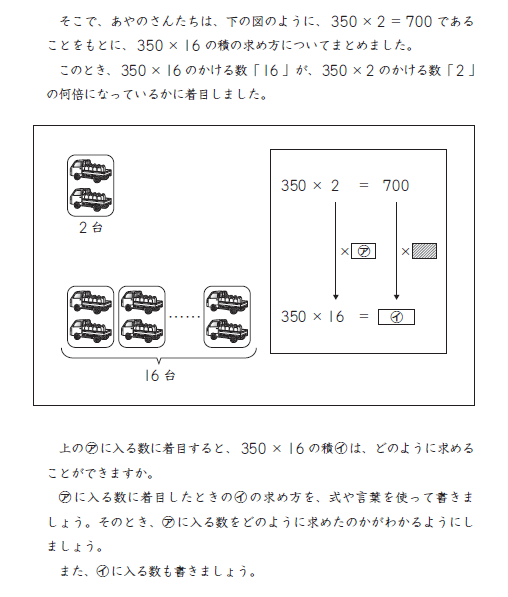 そこで、あやのさんたちは、下の図のように、350 × 2 = 700 である
ことをもとに、350 × 16 の積の求め方についてまとめました。
このとき、350 × 16 のかける数「16」が、350 × 2 のかける数「2」
の何倍になっているかに着目しました。
2 台
16 台
350 × 2 = 700
× ㋐ ×
350 × 16 = ㋑
上の㋐に入る数に着目すると、350 × 16 の積㋑は、どのように求める
ことができますか。
㋐に入る数に着目したときの㋑の求め方を、式や言葉を使って書きま
しょう。そのとき、㋐に入る数をどのように求めたのかがわかるようにし
ましょう。
また、㋑に入る数も書きましょう。